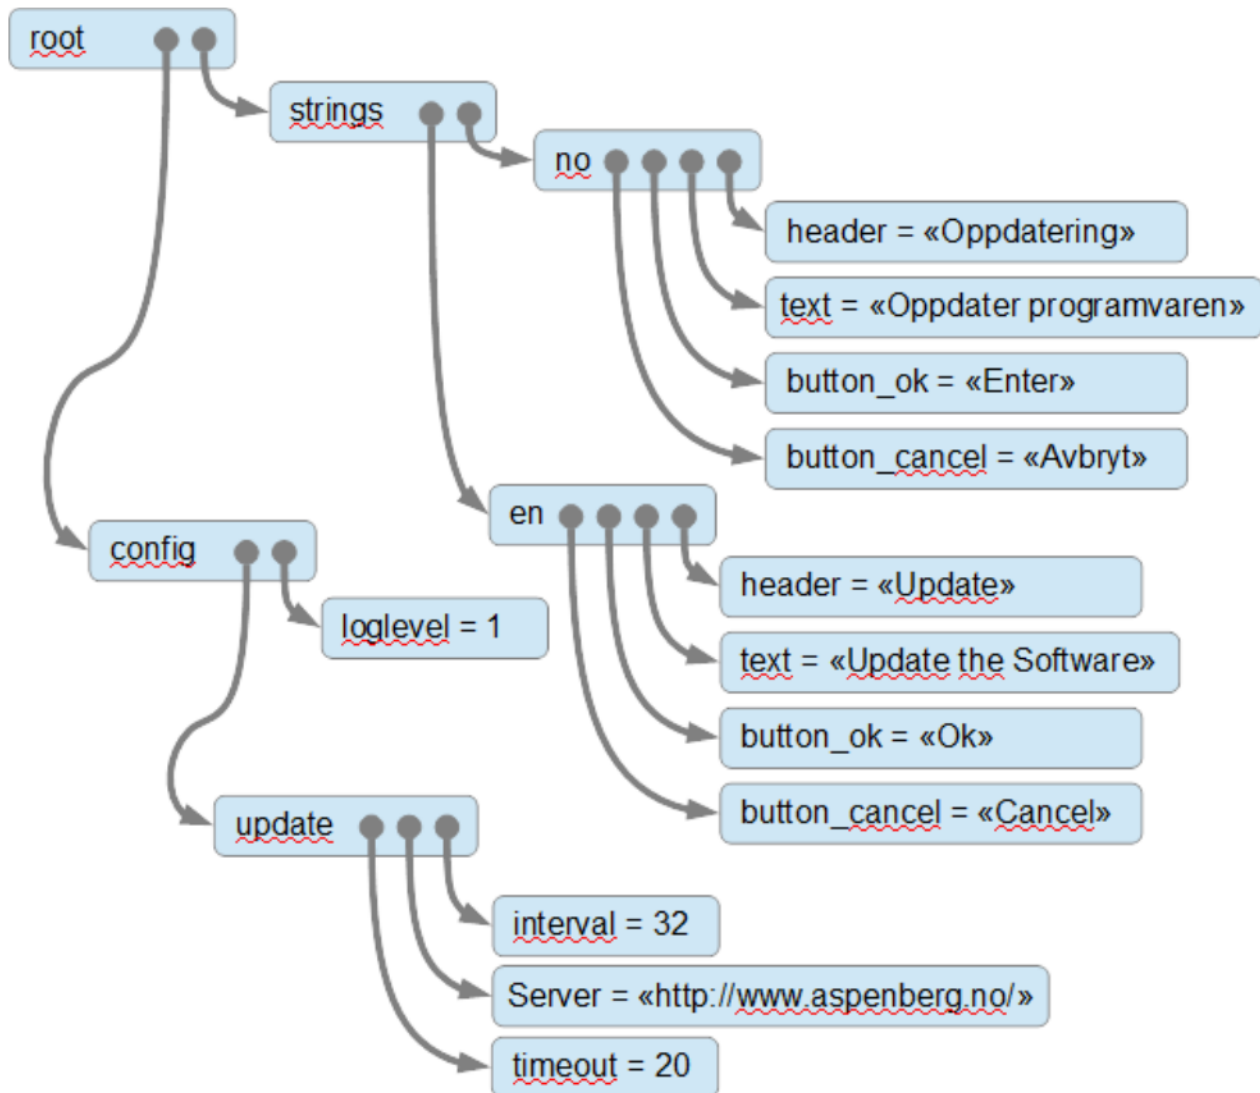 root
strings
no
header = «Oppdatering»
text = «Oppdater programvaren»
button_ok = «Enter»
button_cancel = «Avbryt»
en
header = «Update»
text = «Update the Software»
button_ok = «Ok»
button_cancel = «Cancel»
config
loglevel = 1
update
interval = 32
Server = «http://www.aspenberg.no/»
timeout = 20